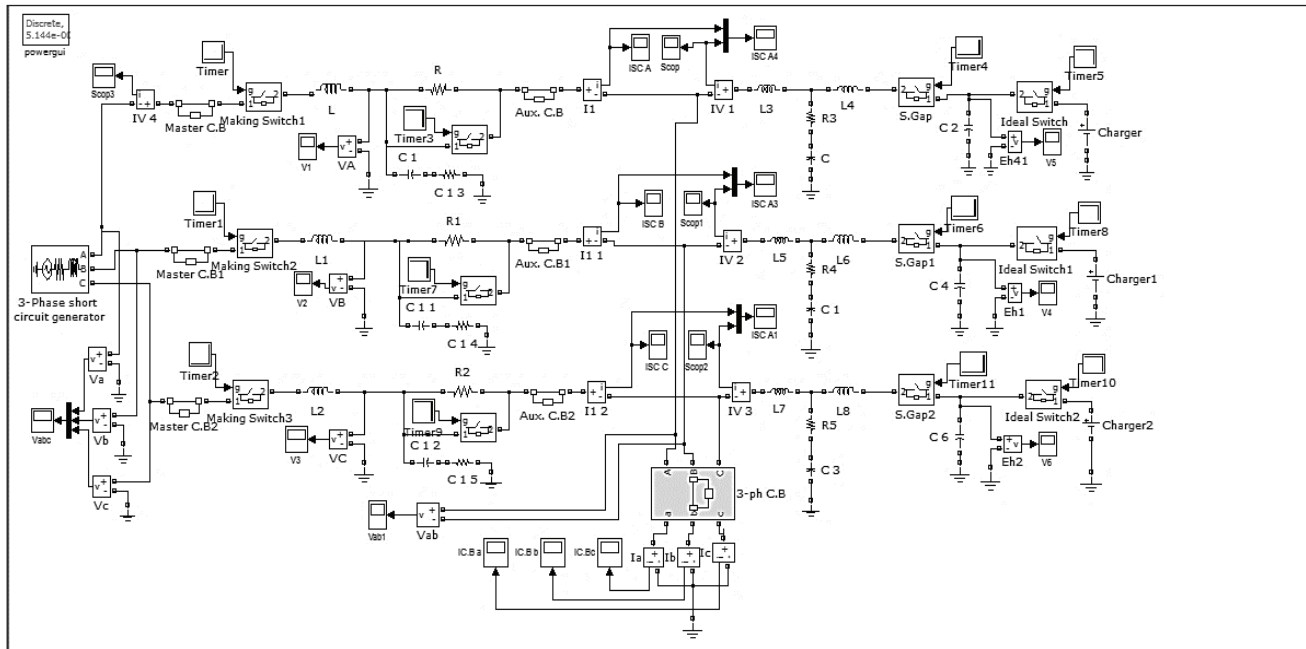 Discrete,
5.144e-00
powergui
Timer
Scop3
IV 4
Master C.B
Making Switch1
L
R
Timer3
V1
VA
C 1
C 1 3
Aux. C.B
I1
ISC A
Scop
ISC A4
IV 1
L3
L4
R3
C
Timer4
S.Gap
C 2
Timer5
Ideal Switch
Eh41
V5
Charger
Timer1
Master C.B1
Making Switch2
L1
R1
Timer7
V2
VB
C 1 1
C 1 4
Aux. C.B1
I1 1
ISC B
Scop1
ISC A3
IV 2
L5
L6
R4
C 1
Timer6
S.Gap1
C 4
Timer8
Ideal Switch1
Eh1
V4
Charger1
A
B
C
3-Phase short
circuit generator
Timer2
Master C.B2
Making Switch3
L2
R2
Timer9
V3
VC
C 1 2
C 1 5
Aux. C.B2
I1 2
ISC C
Scop2
ISC A1
IV 3
L7
L8
R5
C 3
Timer11
S.Gap2
C 6
Timer10
Ideal Switch2
Eh2
V6
Charger2
Va
Vabc
Vb
Vc
Vab1
Vab
A
B
C
3-ph C.B
a
b
c
IC.B a
IC.B b
IC.Bc
Ia
Ib
Ic